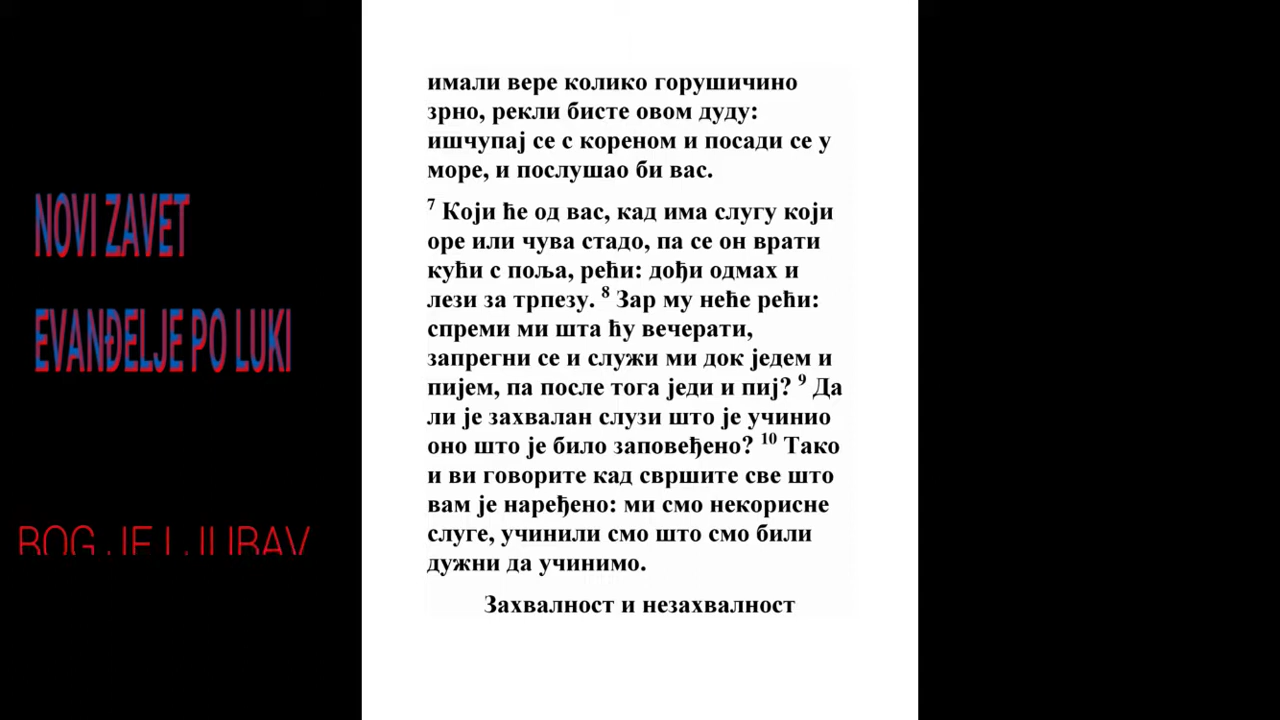 NOVI ZAVET
EVANĐELJE PO LUKI
BOG JE LJUBAV
имали вере колико горушичино
зрно, рекли бисте овом дуду:
ишчупај се с кореном и посади се у
море, и послушао би вас.
7 Који ће од вас, кад има слугу који
оре или чува стадо, па се он врати
кући с поља, рећи: дођи одмах и
лези за трпезу. 8 Зар му неће рећи:
спреми ми шта ћу вечерати,
запрегни се и служи ми док једем и
пијем, па после тога једи и пиј? 9 Да
ли је захвалан слузи што је учинио
оно што је било заповеђено? 10 Тако
и ви говорите кад свршите све што
вам је наређено: ми смо некорисне
слуге, учинили смо што смо били
дужни да учинимо.
Захвалност и незахвалност